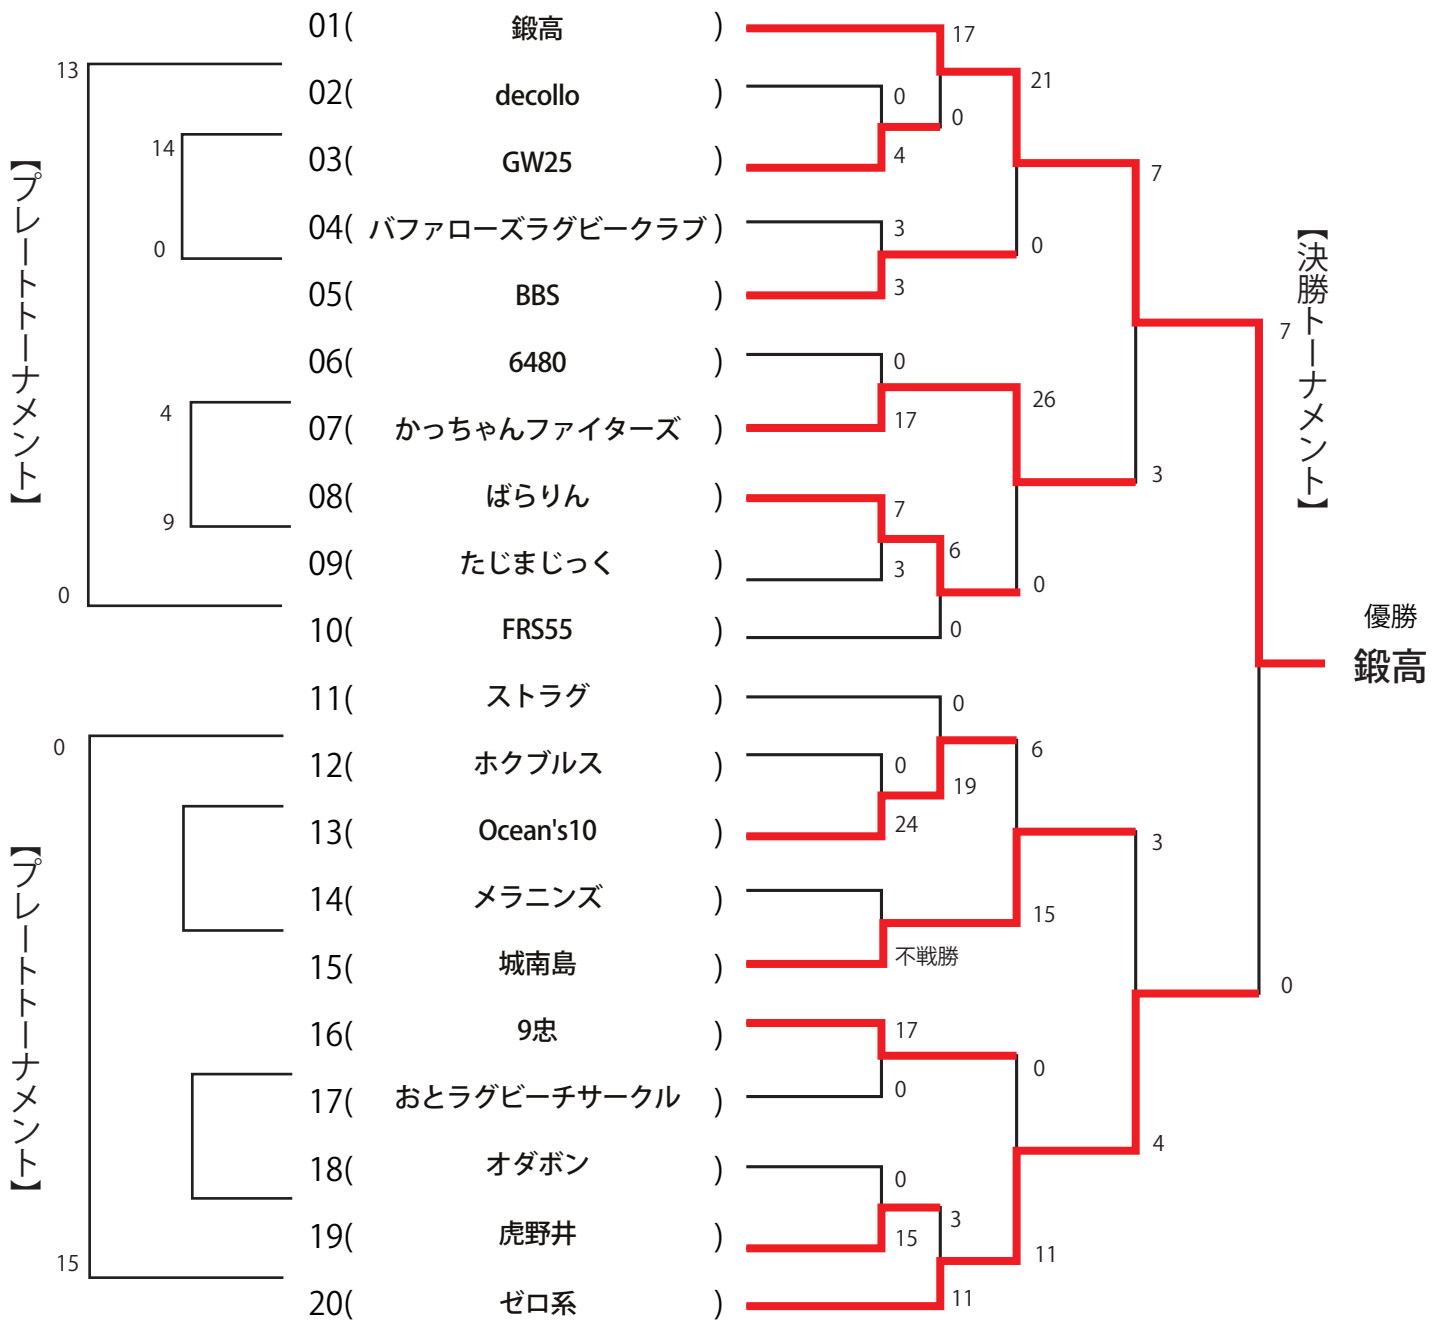 【プレートトーナメント】
13
14
0
4
9
0
【プレートトーナメント】
0
15
01( 鍛高 )
02( decollo )
03( GW25 )
04( バファローズラグビークラブ )
05( BBS )
06( 6480 )
07( かっちゃんファイターズ )
08( ばらりん )
09( たじまじっく )
10( FRS55 )
11( ストラグ )
12( ホクブルス )
13( Ocean's10 )
14( メラニンズ )
15( 城南島 )
16( 9忠 )
17( おとラグビーチサークル )
18( オダボン )
19( 虎野井 )
20( ゼロ系 )
17
0
0
4
3
3
0
17
7
3
6
0
0
0
24
19
不戦勝
17
0
0
15
3
11
21
0
26
0
6
15
0
11
7
3
3
4
7
0
【決勝トーナメント】
優勝
鍛高